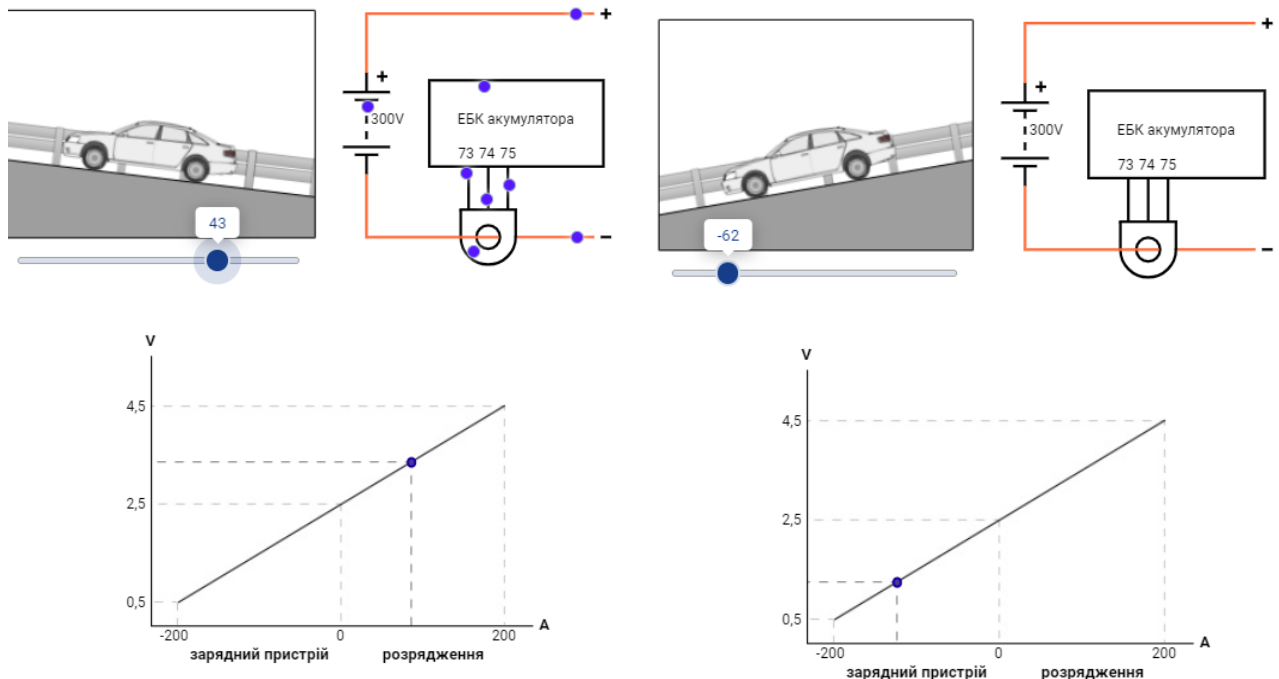 +
+
300V
ЕБК акумулятора
73 74 75
43
−
+
+
300V
ЕБК акумулятора
73 74 75
-62
−
V
4,5
2,5
0,5
-200
0
200
A
зарядний пристрій
розрядження
V
4,5
2,5
0,5
-200
0
200
A
зарядний пристрій
розрядження